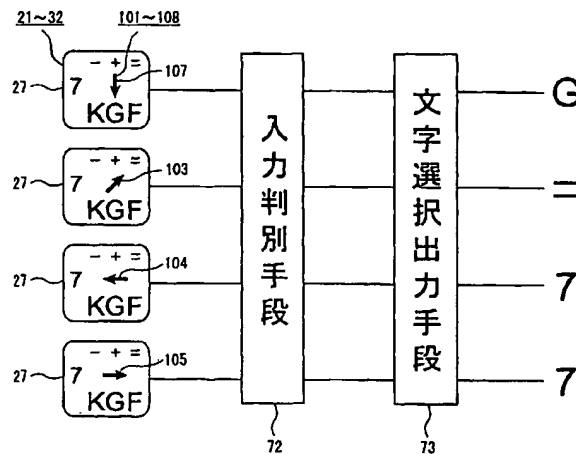 21～32
101～108
－ ＋ ＝
107
27
7
KGF
G
－ ＋ ＝
103
27
7
KGF
＝
－ ＋ ＝
104
27
7
KGF
7
－ ＋ ＝
105
27
7
KGF
7
入力判別手段
文字選択出力手段
72
73